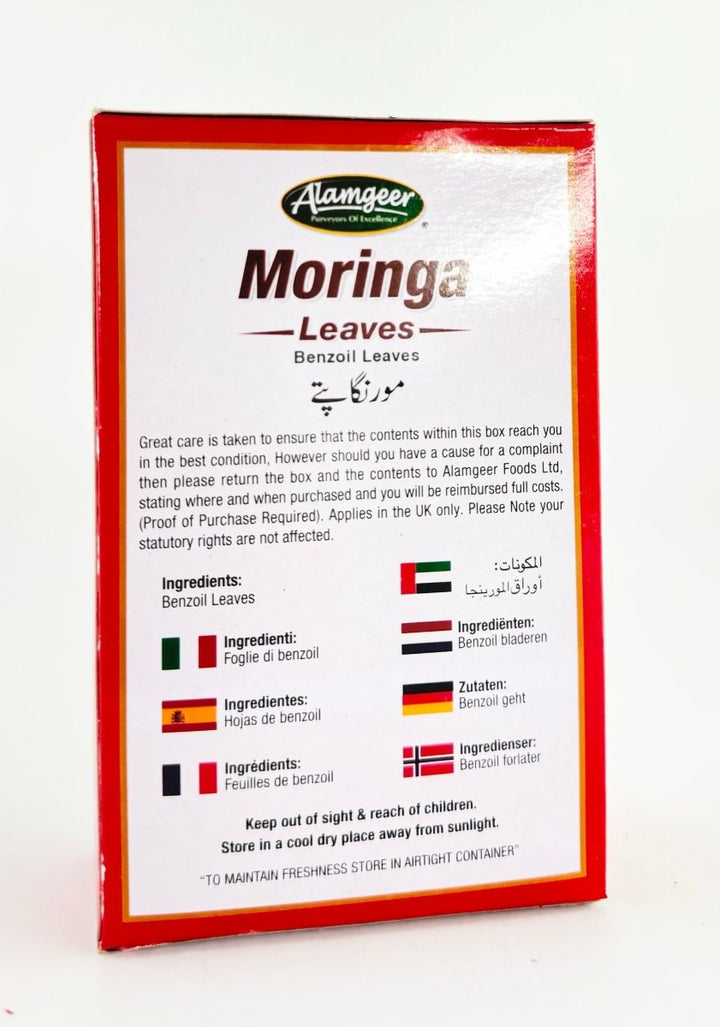 Alamgeer
Purveyors Of Excellence
®
Moringa
Leaves
Benzoil Leaves
مورنگا پتے
Great care is taken to ensure that the contents within this box reach you
in the best condition, However should you have a cause for a complaint
then please return the box and the contents to Alamgeer Foods Ltd,
stating where and when purchased and you will be reimbursed full costs.
(Proof of Purchase Required). Applies in the UK only. Please Note your
statutory rights are not affected.
Ingredients:
Benzoil Leaves
المكونات:
أوراق المورينجا
Ingredienti:
Foglie di benzoil
Ingrediënten:
Benzoil bladeren
Ingredientes:
Hojas de benzoil
Zutaten:
Benzoil geht
Ingrédients:
Feuilles de benzoil
Ingredienser:
Benzoil forlater
Keep out of sight & reach of children.
Store in a cool dry place away from sunlight.
"TO MAINTAIN FRESHNESS STORE IN AIRTIGHT CONTAINER"